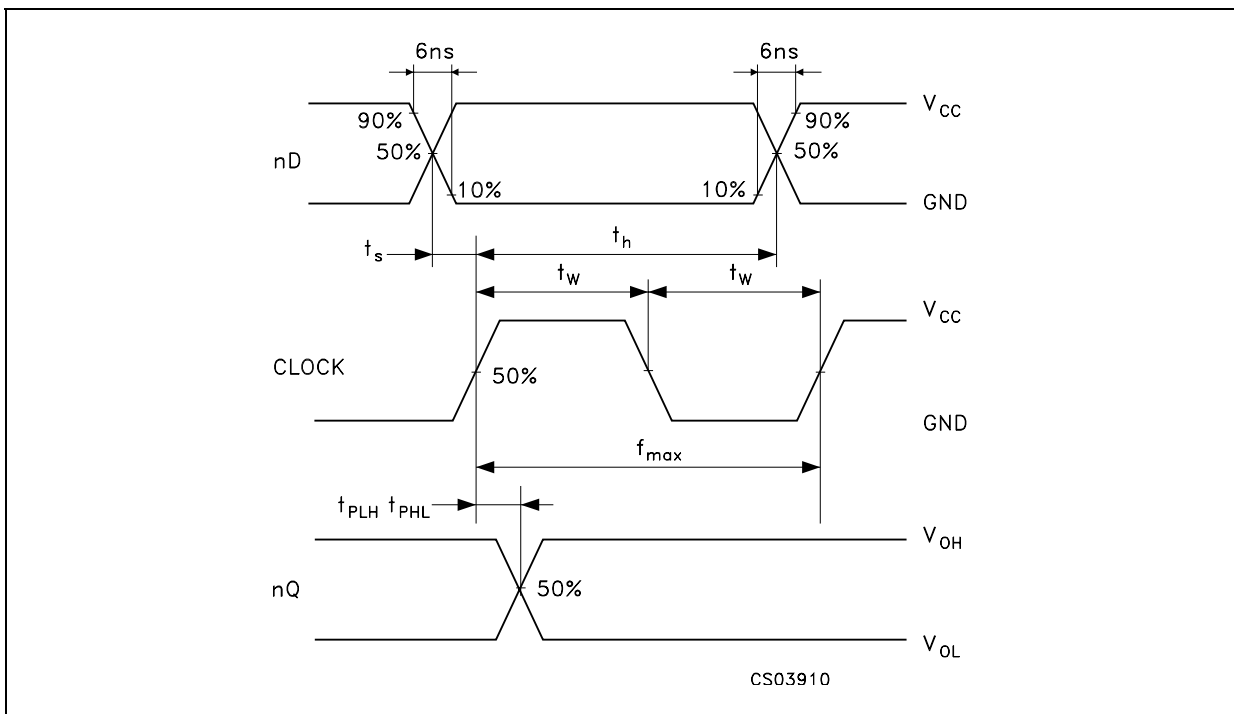 6ns 6ns
V_CC
90% 90%
nD 50% 50%
10% 10%
GND
t_s t_h
t_W t_W
V_CC
CLOCK 50%
GND
f_max
t_PLH t_PHL
V_OH
nQ 50%
V_OL
CS03910